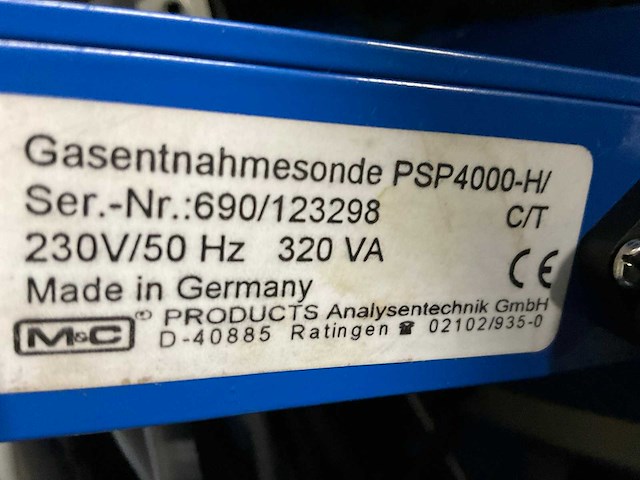 Gasentnahmesonde PSP4000-H/
Ser.-Nr.:690/123298 C/T
230V/50 Hz 320 VA
Made in Germany CE
M&C © PRODUCTS Analysentechnik GmbH
D-40885 Ratingen ☎ 02102/935-0